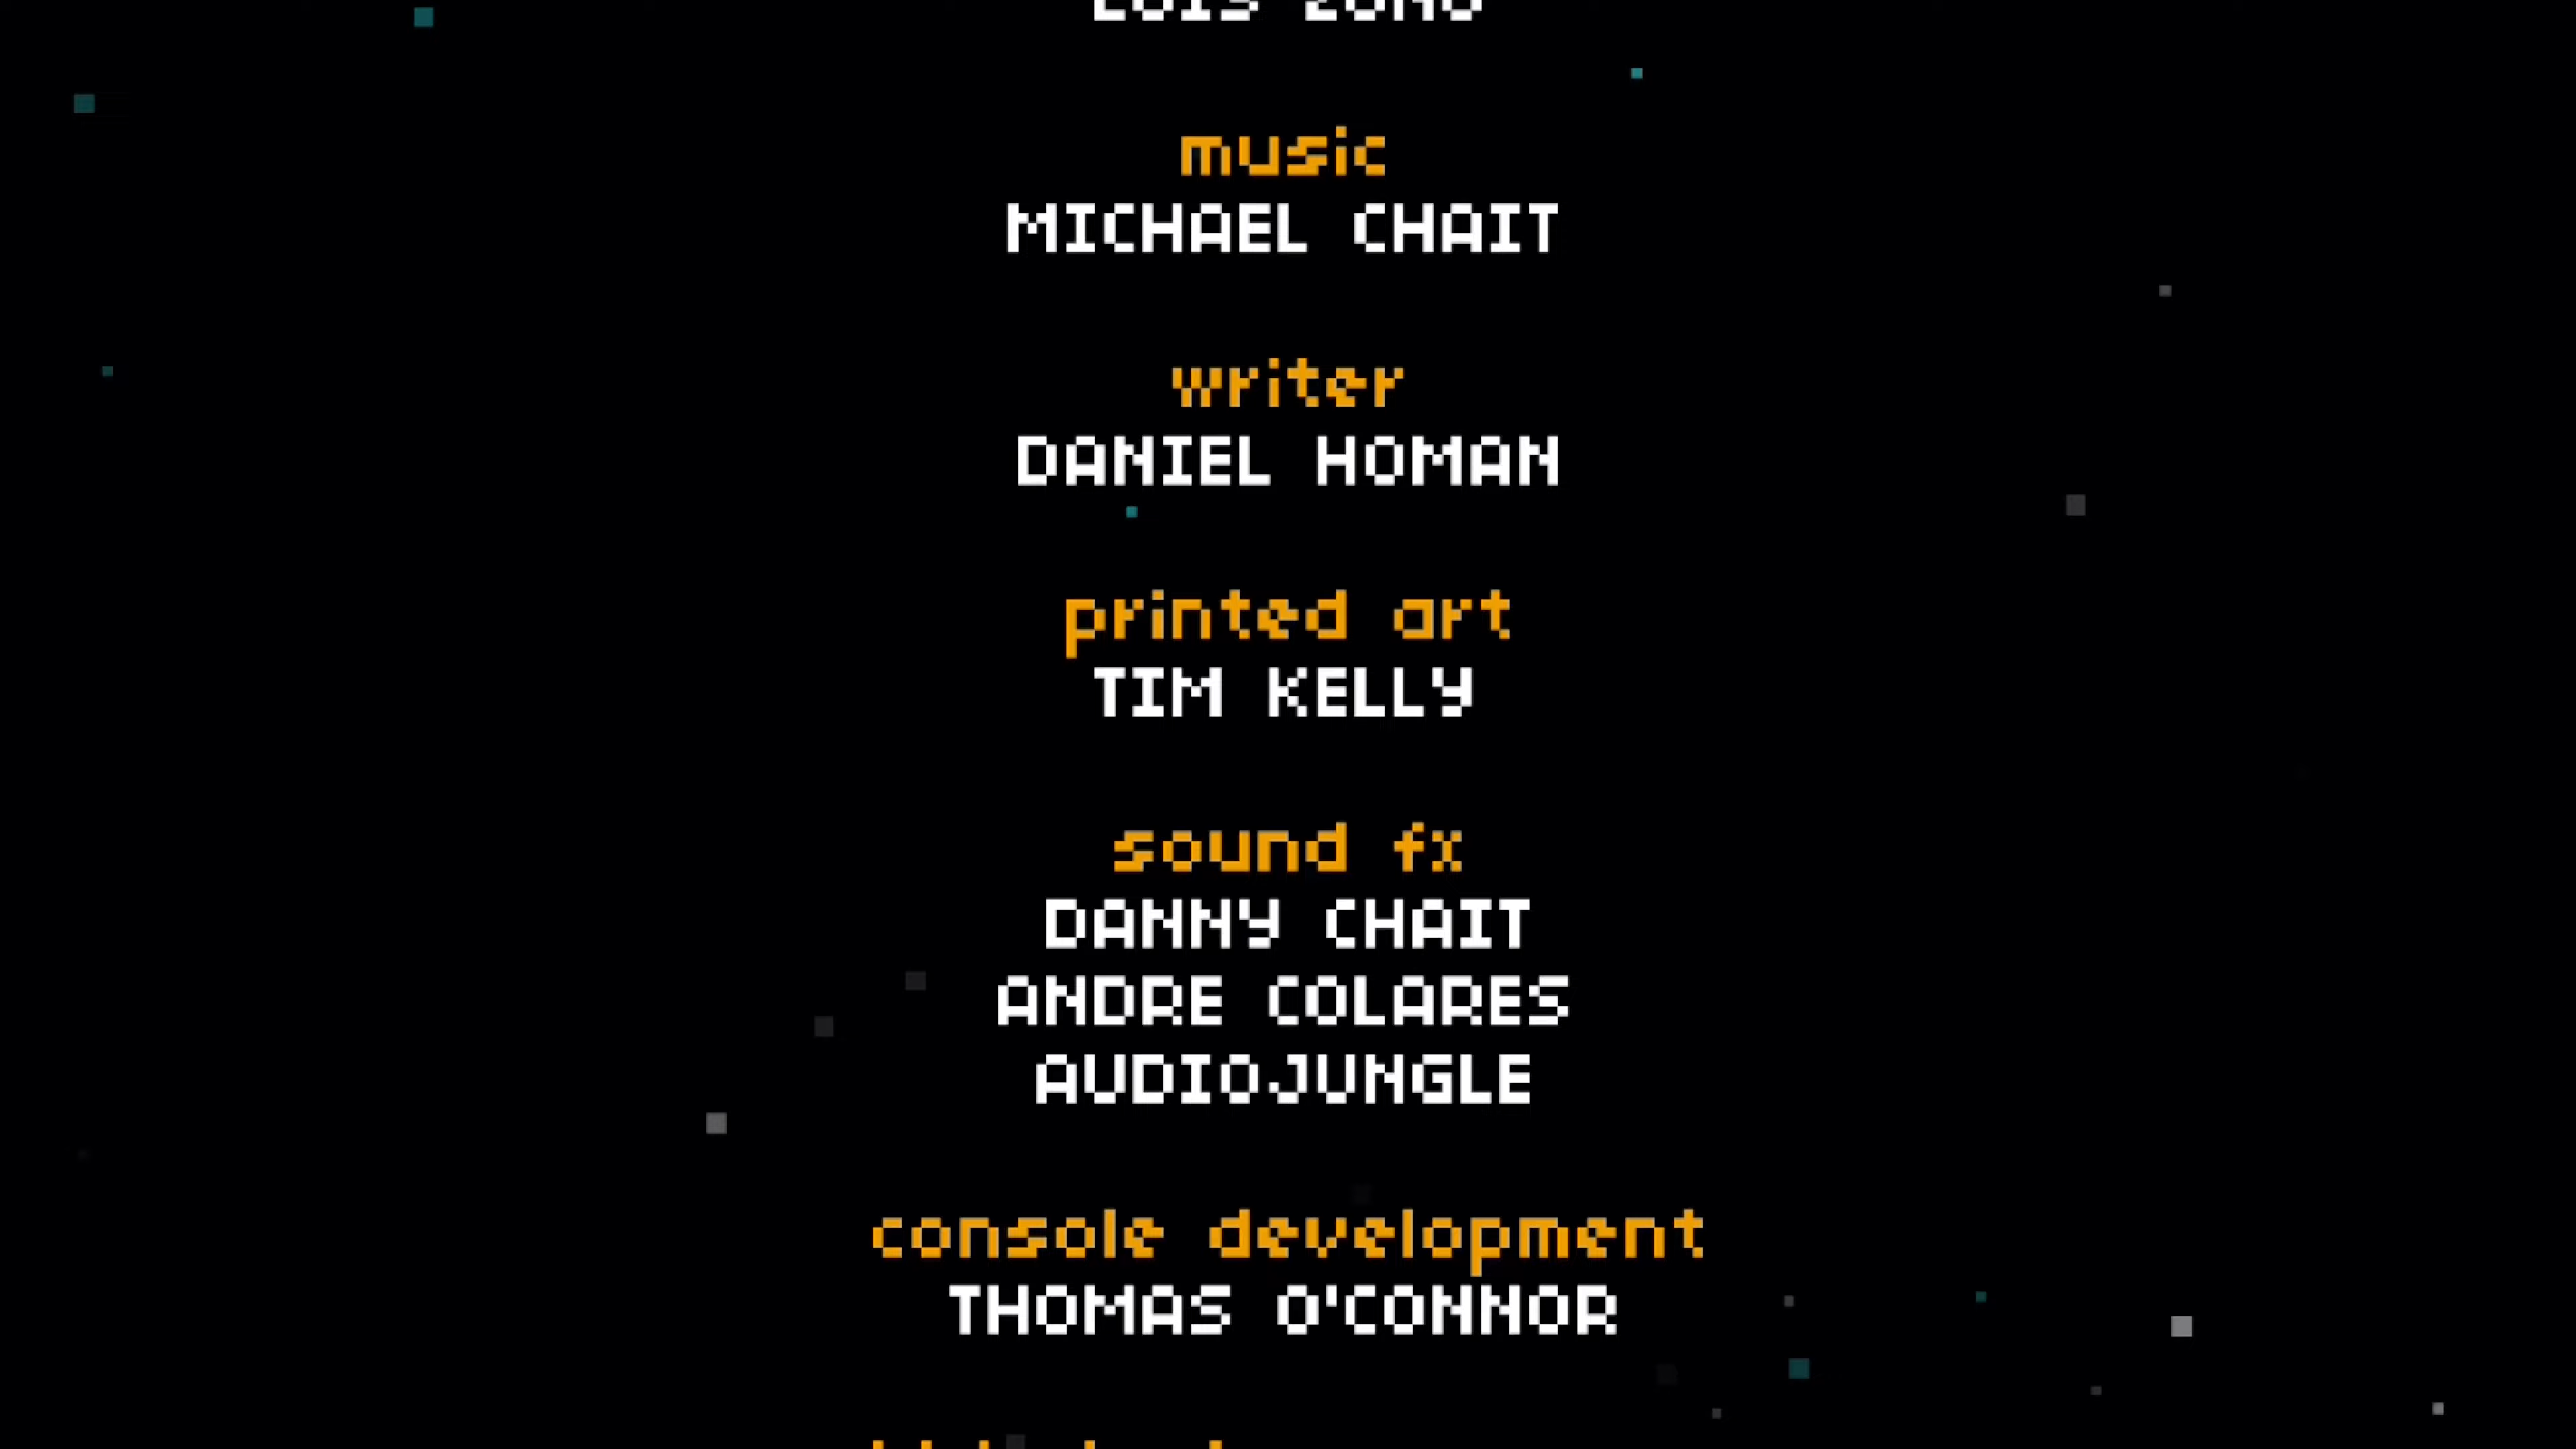 music
MICHAEL CHAIT
writer
DANIEL HOMAN
printed art
TIM KELLY
sound fx
DANNY CHAIT
ANDRE COLARES
AUDIOJUNGLE
console development
THOMAS O'CONNOR